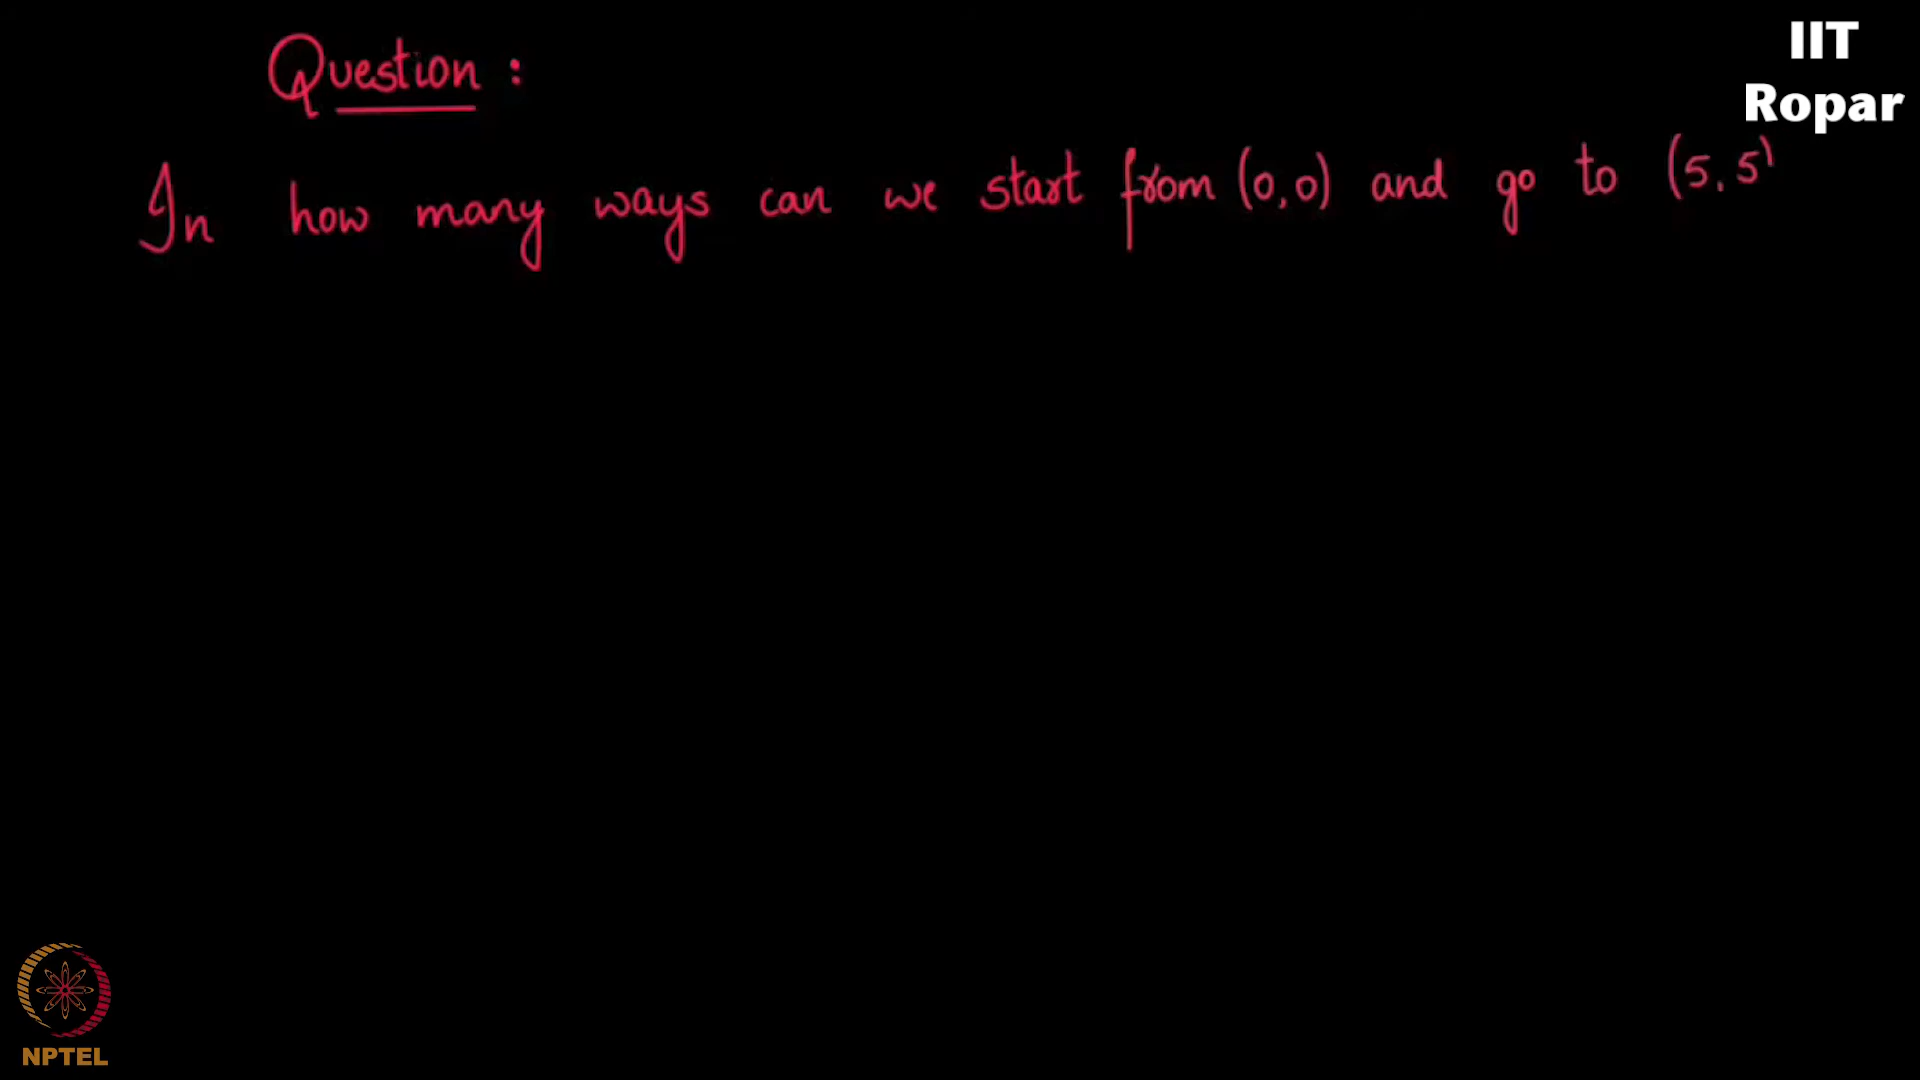 Question :
IIT
Ropar
In how many ways can we start from (0,0) and go to (5,5)
NPTEL